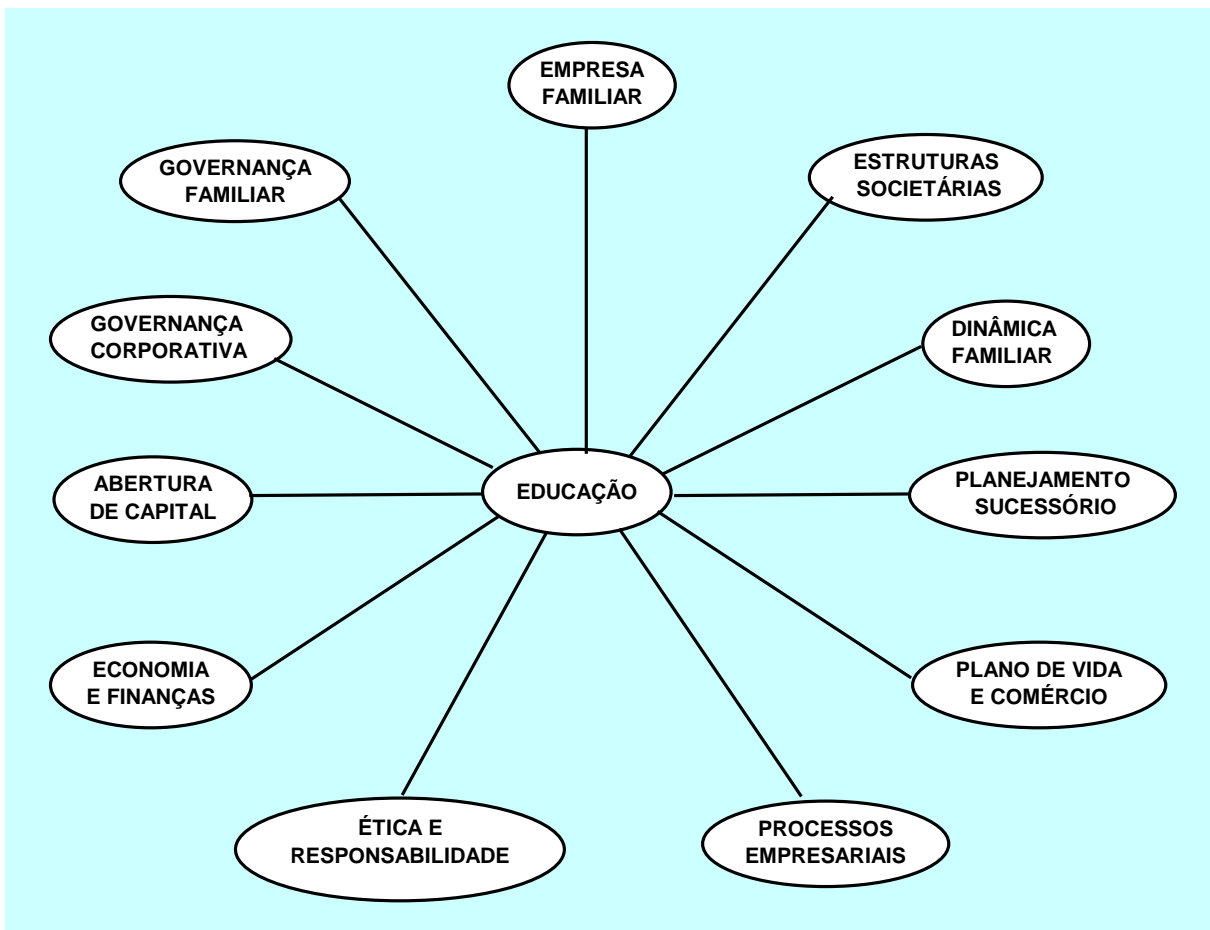 EMPRESA
FAMILIAR
GOVERNANÇA
FAMILIAR
ESTRUTURAS
SOCIETÁRIAS
GOVERNANÇA
CORPORATIVA
DINÂMICA
FAMILIAR
ABERTURA
DE CAPITAL
EDUCAÇÃO
PLANEJAMENTO
SUCESSÓRIO
ECONOMIA
E FINANÇAS
PLANO DE VIDA
E COMÉRCIO
ÉTICA E
RESPONSABILIDADE
PROCESSOS
EMPRESARIAIS